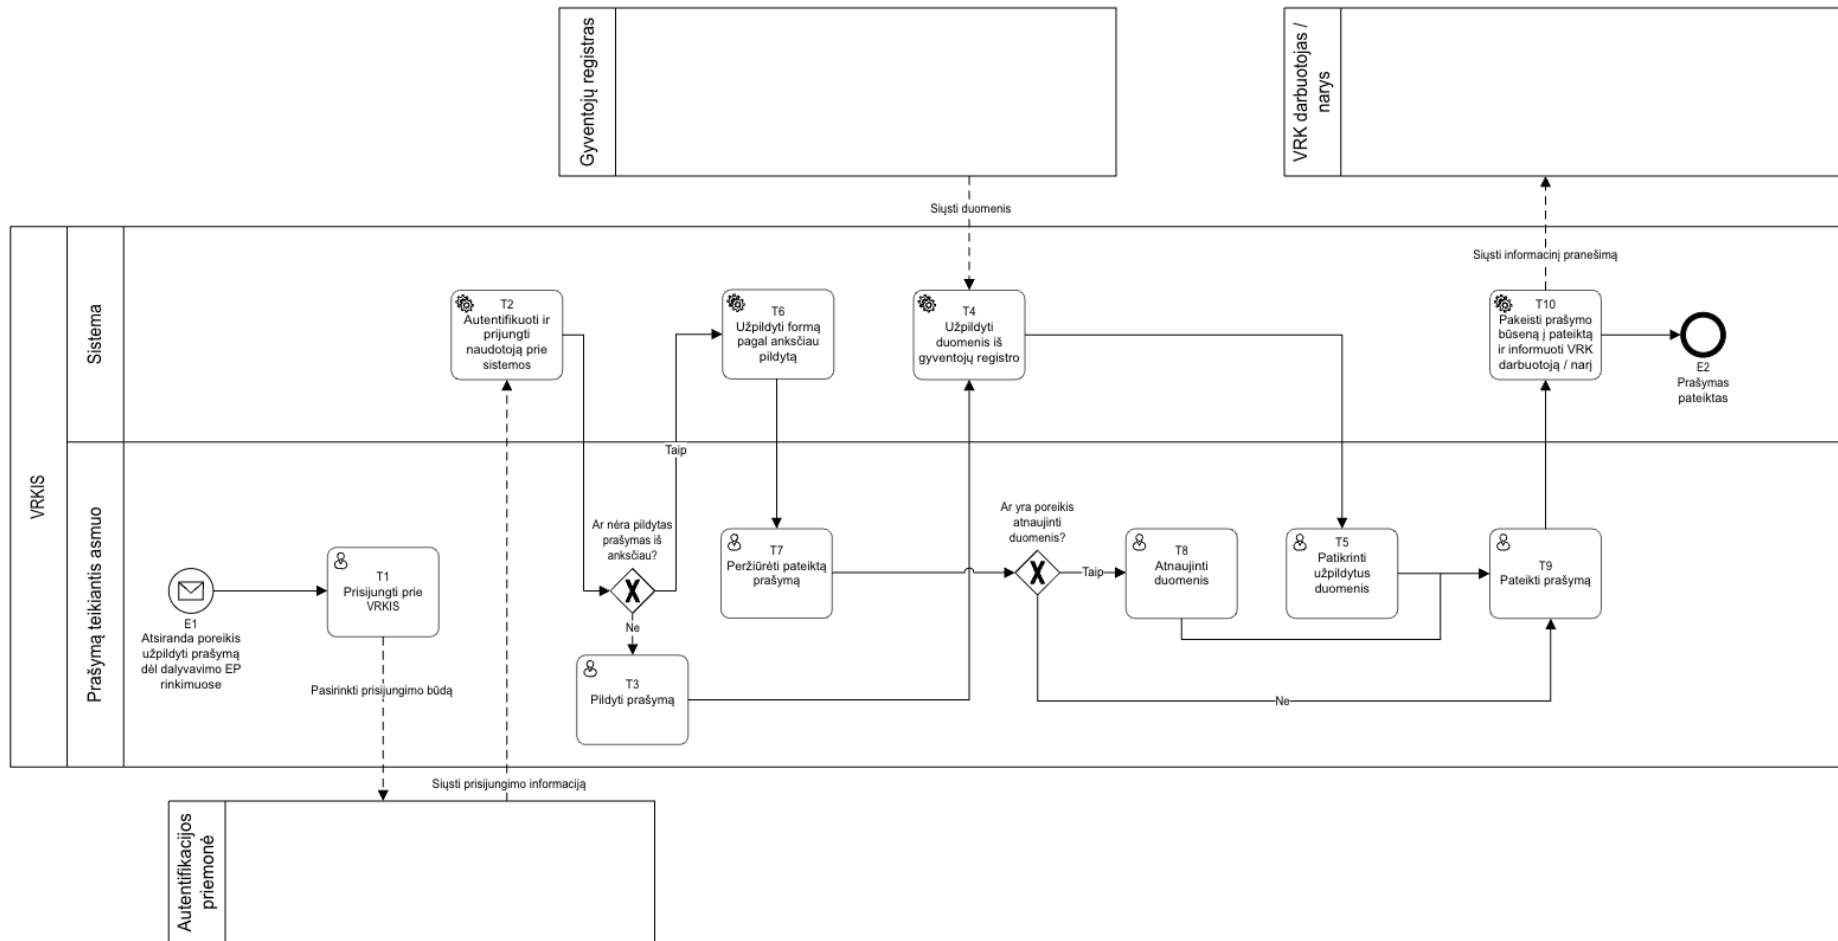 Gyventojų registras
VRK darbuotojas /
narys
Siųsti duomenis
Siųsti informacinį pranešimą
VRKIS
Sistema
T2
Autentifikuoti ir
prijungti
naudotoją prie
sistemos
T6
Užpildyti formą
pagal anksčiau
pildytą
T4
Užpildyti
duomenis iš
gyventojų registro
T10
Pakeisti prašymo
būseną į pateiktą
ir informuoti VRK
darbuotoją / narį
E2
Prašymas
pateiktas
Taip
Prašymą teikiantis asmuo
E1
Atsiranda poreikis
užpildyti prašymą
dėl dalyvavimo EP
rinkimuose
T1
Prisijungti prie
VRKIS
Pasirinkti prisijungimo būdą
Ar nėra pildytas
prašymas iš
anksčiau?
Ne
T3
Pildyti prašymą
T7
Peržiūrėti pateiktą
prašymą
Ar yra poreikis
atnaujinti
duomenis?
Taip
T8
Atnaujinti
duomenis
T5
Patikrinti
užpildytus
duomenis
T9
Pateikti prašymą
Ne
Siųsti prisijungimo informaciją
Autentifikacijos
priemonė